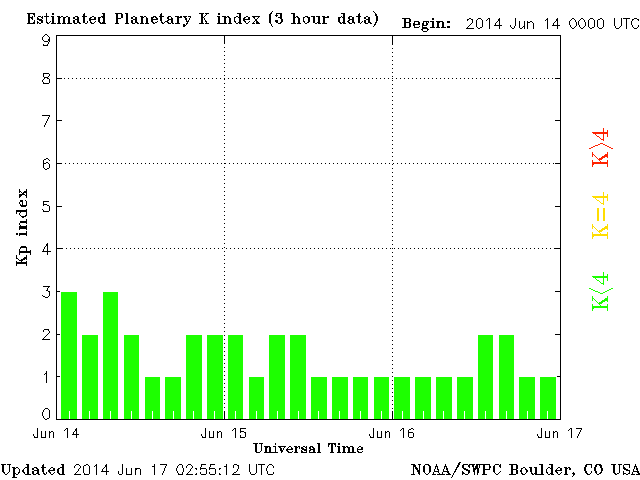 Estimated Planetary K index (3 hour data) Begin: 2014 Jun 14 0000 UTC
9
8
7
6
5
4
3
2
1
0
Kp index
K>4
K=4
K<4
Jun 14 Jun 15 Jun 16 Jun 17
Universal Time
Updated 2014 Jun 17 02:55:12 UTC NOAA/SWPC Boulder, CO USA